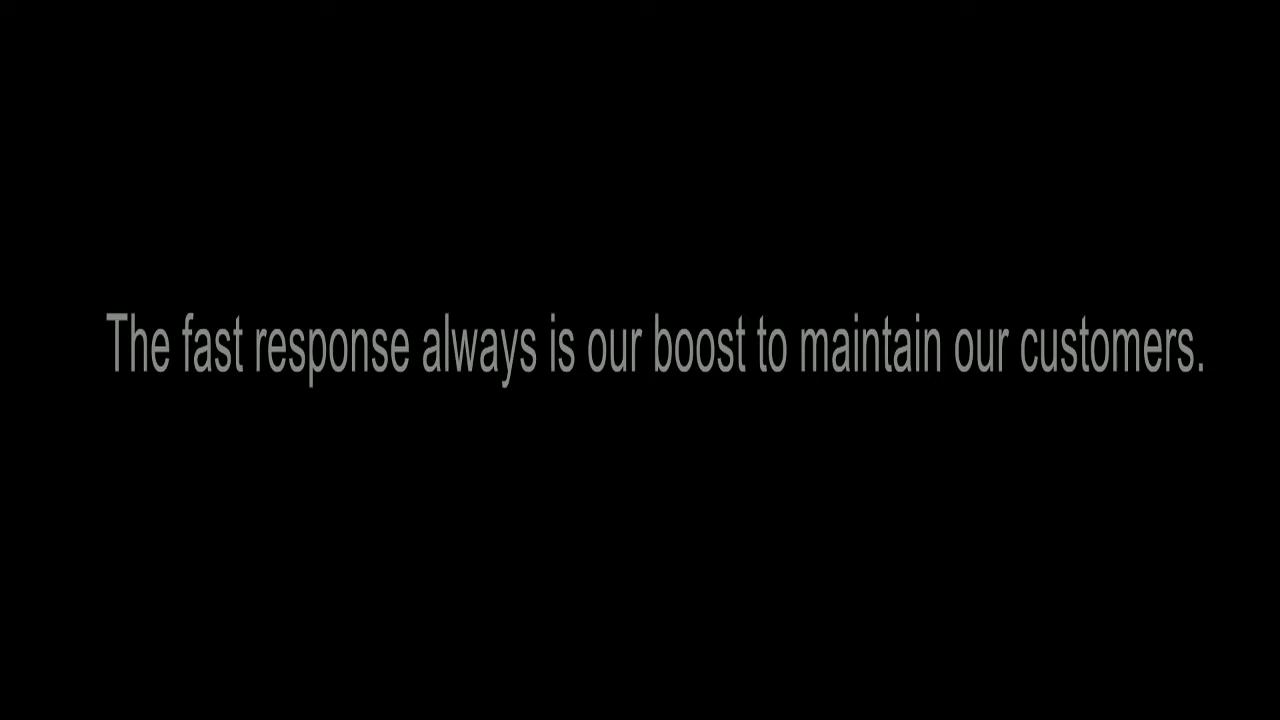 The fast response always is our boost to maintain our customers.